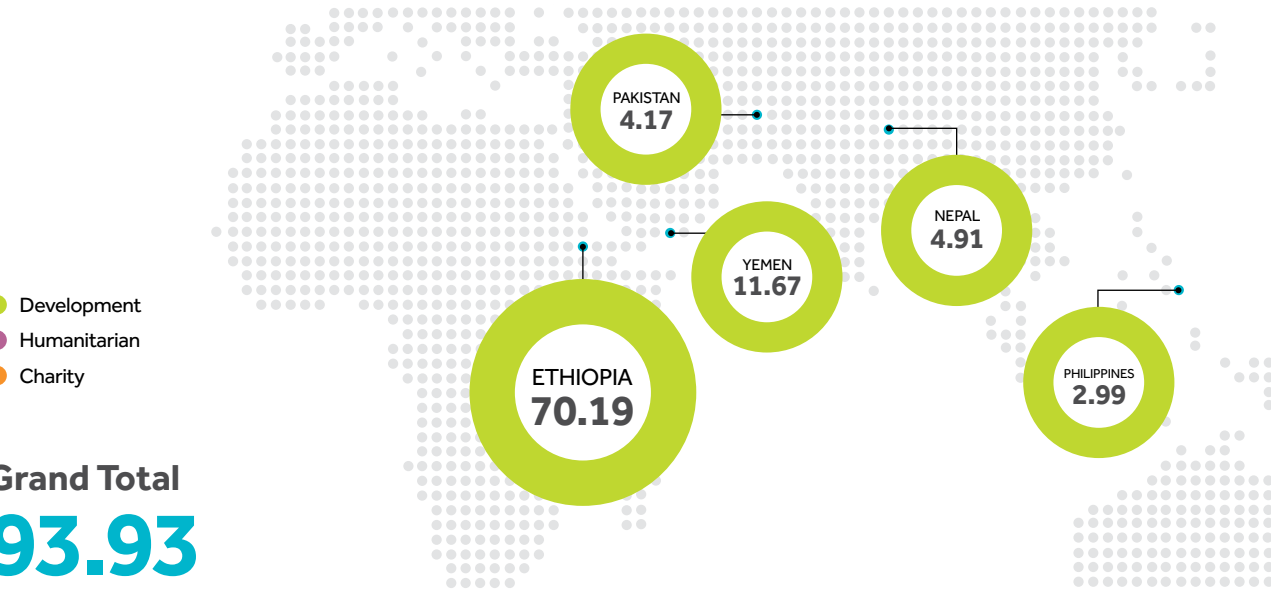 PAKISTAN
4.17
NEPAL
4.91
YEMEN
11.67
Development
Humanitarian
Charity
ETHIOPIA
70.19
PHILIPPINES
2.99
Grand Total
93.93